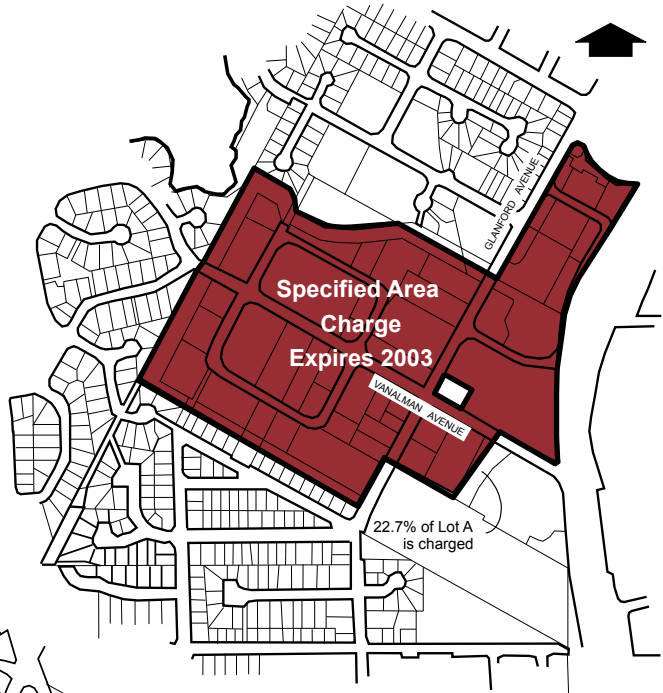 GLANFORD AVENUE
Specified Area
Charge
Expires 2003
VANALMAN AVENUE
22.7% of Lot A
is charged